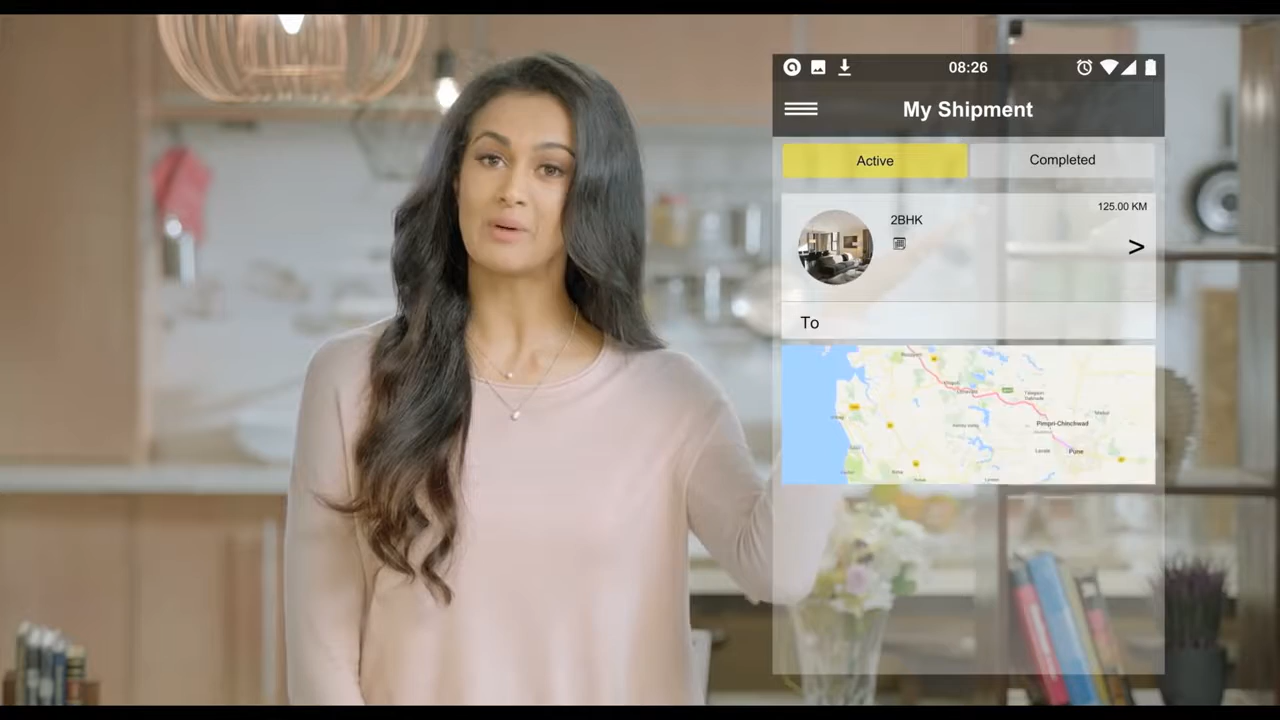 08:26
My Shipment
Active
Completed
125.00 KM
2BHK
>
To
Pimpri-Chinchwad
Pune